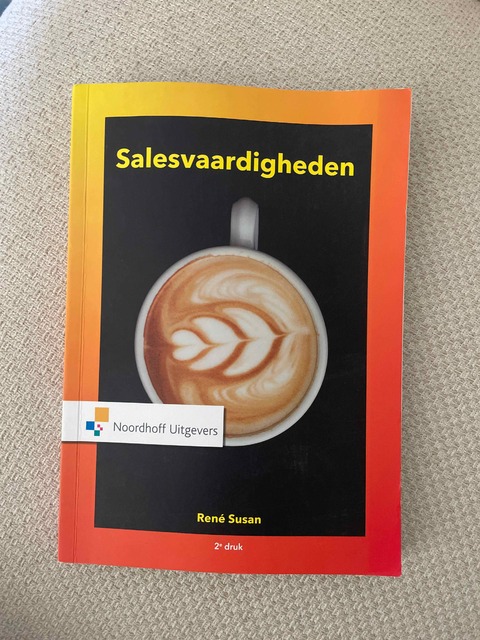 Salesvaardigheden
Noordhoff Uitgevers
René Susan
2e druk